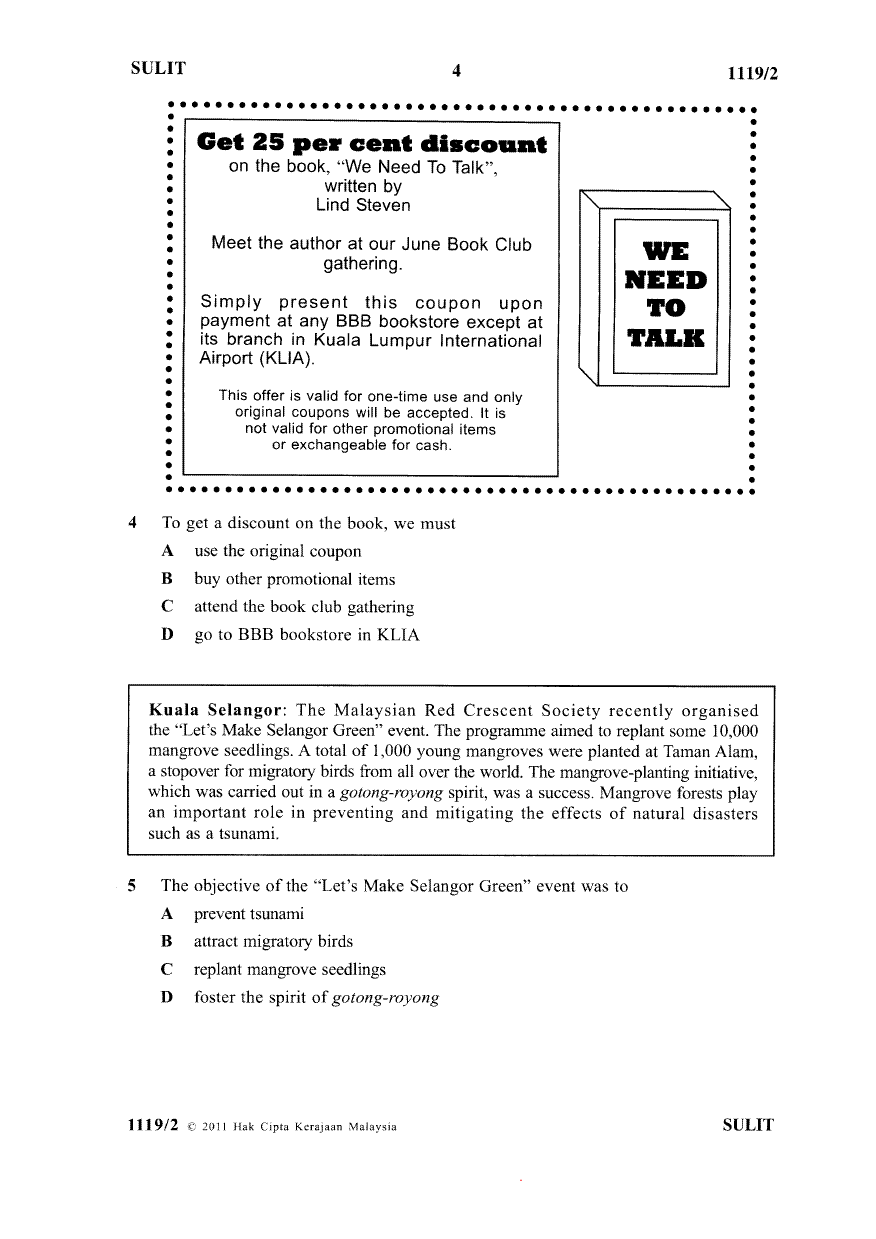 SULIT 4 1119/2
Get 25 per cent discount
on the book, “We Need To Talk”,
written by
Lind Steven
Meet the author at our June Book Club
gathering.
Simply present this coupon upon
payment at any BBB bookstore except at
its branch in Kuala Lumpur International
Airport (KLIA).
This offer is valid for one-time use and only
original coupons will be accepted. It is
not valid for other promotional items
or exchangeable for cash.
WE
NEED
TO
TALK
4 To get a discount on the book, we must
A use the original coupon
B buy other promotional items
C attend the book club gathering
D go to BBB bookstore in KLIA
Kuala Selangor: The Malaysian Red Crescent Society recently organised
the “Let’s Make Selangor Green” event. The programme aimed to replant some 10,000
mangrove seedlings. A total of 1,000 young mangroves were planted at Taman Alam,
a stopover for migratory birds from all over the world. The mangrove-planting initiative,
which was carried out in a gotong-royong spirit, was a success. Mangrove forests play
an important role in preventing and mitigating the effects of natural disasters
such as a tsunami.
5 The objective of the “Let’s Make Selangor Green” event was to
A prevent tsunami
B attract migratory birds
C replant mangrove seedlings
D foster the spirit of gotong-royong
1119/2 © 2011 Hak Cipta Kerajaan Malaysia SULIT